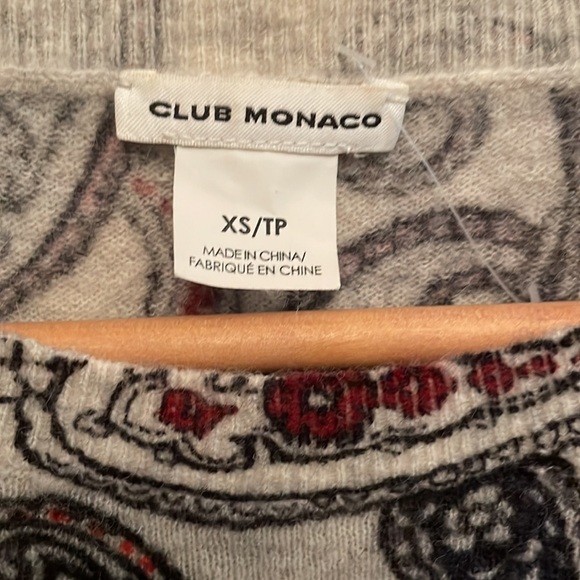 CLUB MONACO
XS/TP
MADE IN CHINA/
FABRIQUÉ EN CHINE